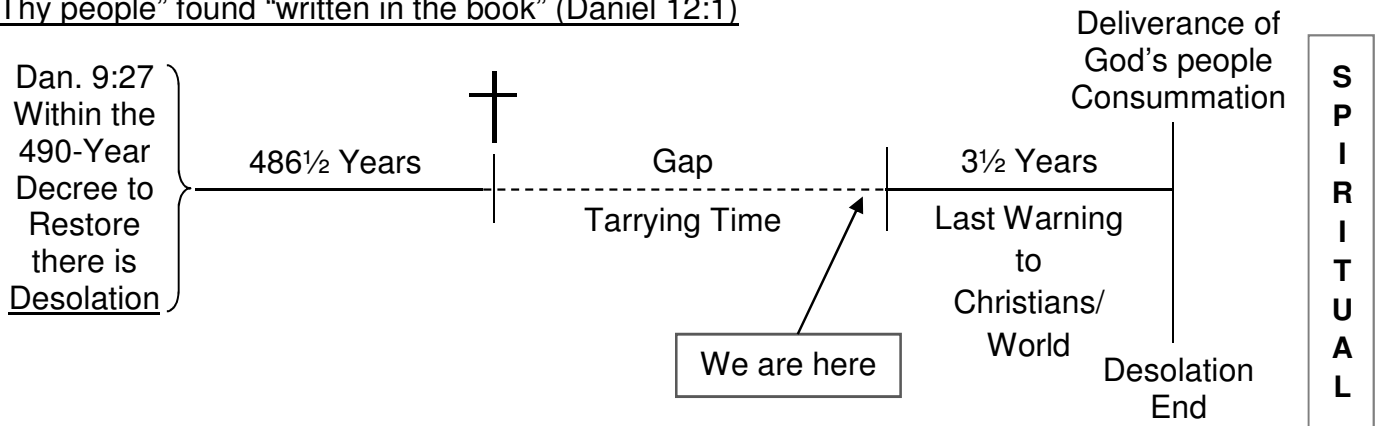 Thy people” found “written in the book” (Daniel 12:1)
Dan. 9:27
Within the
490-Year
Decree to
Restore
there is
Desolation
486½ Years
Gap
Tarrying Time
We are here
3½ Years
Last Warning
to
Christians/
World
Deliverance of
God’s people
Consummation
Desolation
End
S
P
I
R
I
T
U
A
L